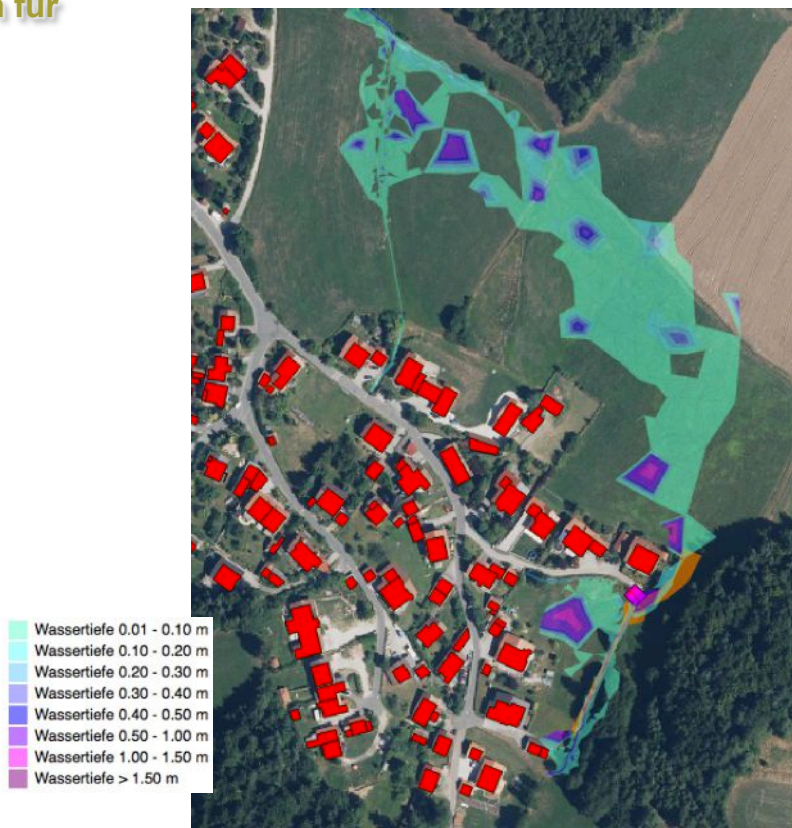 für
Wassertiefe 0.01 - 0.10 m
Wassertiefe 0.10 - 0.20 m
Wassertiefe 0.20 - 0.30 m
Wassertiefe 0.30 - 0.40 m
Wassertiefe 0.40 - 0.50 m
Wassertiefe 0.50 - 1.00 m
Wassertiefe 1.00 - 1.50 m
Wassertiefe > 1.50 m